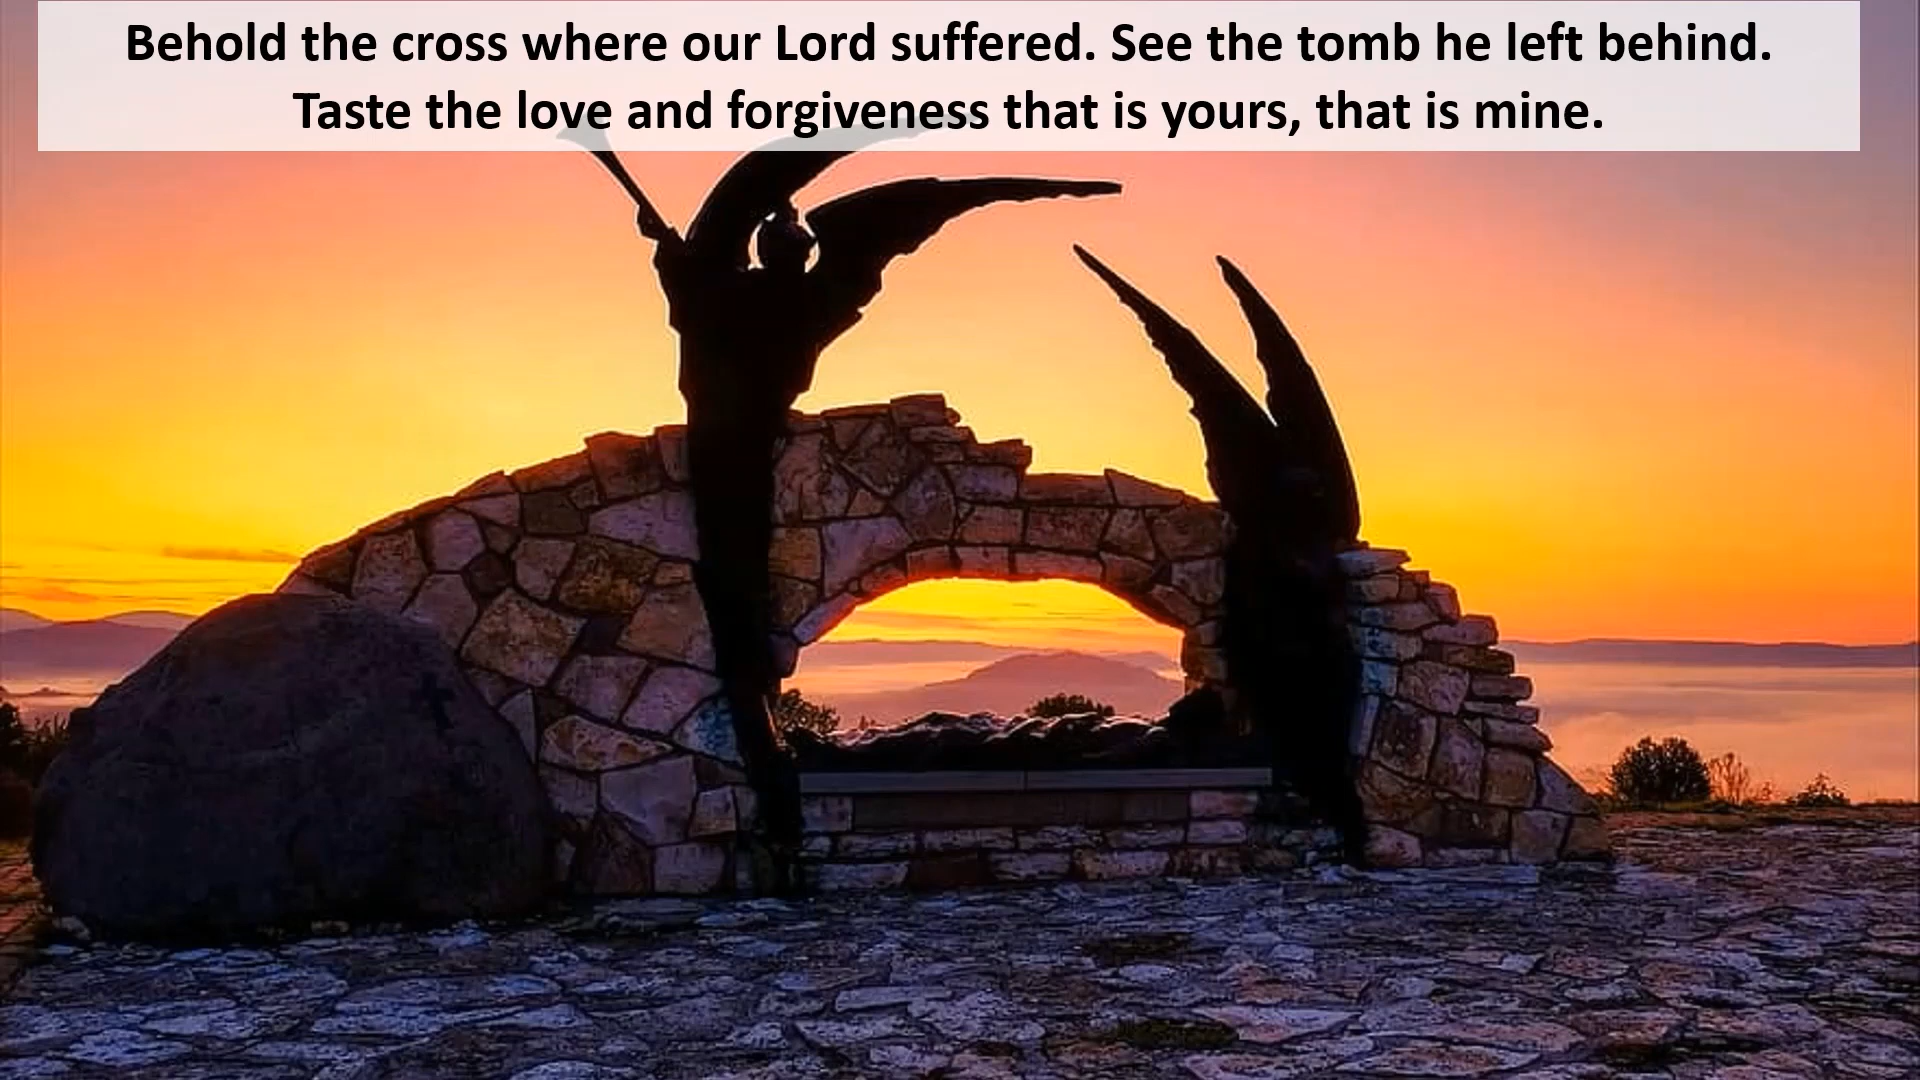 Behold the cross where our Lord suffered. See the tomb he left behind.
Taste the love and forgiveness that is yours, that is mine.